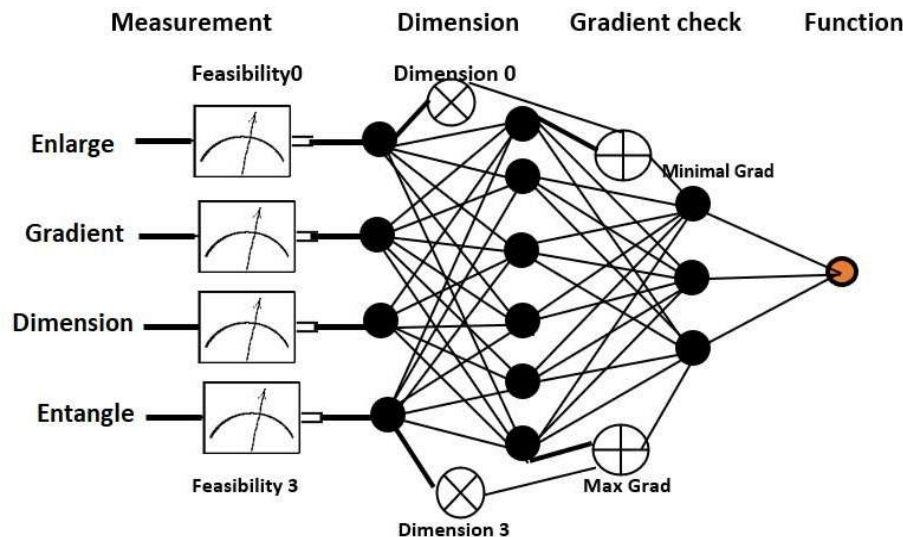 Measurement
Dimension
Gradient check
Function
Feasibility0
Dimension 0
Enlarge
Minimal Grad
Gradient
Dimension
Entangle
Feasibility 3
Max Grad
Dimension 3